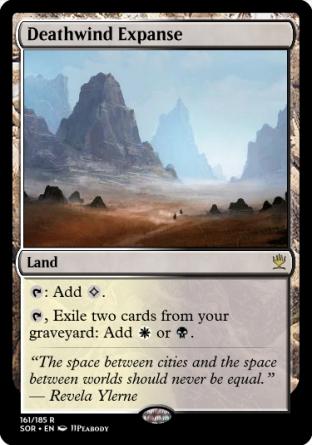 Deathwind Expanse
Land
: Add .
, Exile two cards from your
graveyard: Add or .
“The space between cities and the space
between worlds should never be equal.”
— Revela Ylerne
161/185 R
SOR • EN PEABODY